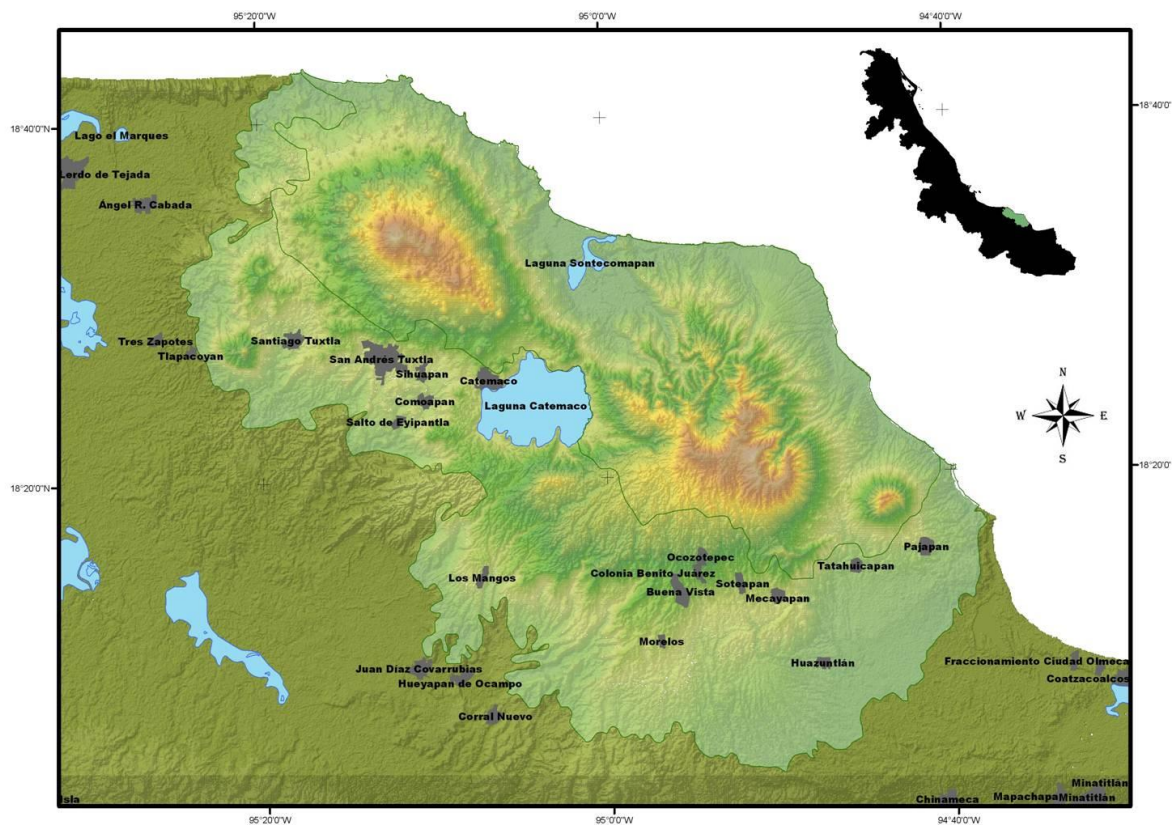 95°20'0"W
95°0'0"W
94°40'0"W
18°40'0"N
18°40'0"
Lago el Marques
Lerdo de Tejada
Ángel R. Cabada
Laguna Sontecomapan
Tres Zapotes
Tlapacoyan
Santiago Tuxtla
San Andrés Tuxtla
Sihuapan
Catemaco
Comoapan
Laguna Catemaco
Salto de Eyipantla
N
W
E
S
18°20'0"N
18°20'0"
Pajapan
Ocozotepec
Tatahuicapan
Los Mangos
Colonia Benito Juárez
Soteapan
Buena Vista
Mecayapan
Morelos
Huazuntlán
Fraccionamiento Ciudad Olmeca
Juan Díaz Covarrubias
Coatzacoalcos
Hueyapan de Ocampo
Corral Nuevo
Minatitlán
Isla
Chinameca
Mapachapa
Minatitlán
95°20'0"W
95°0'0"W
94°40'0"W